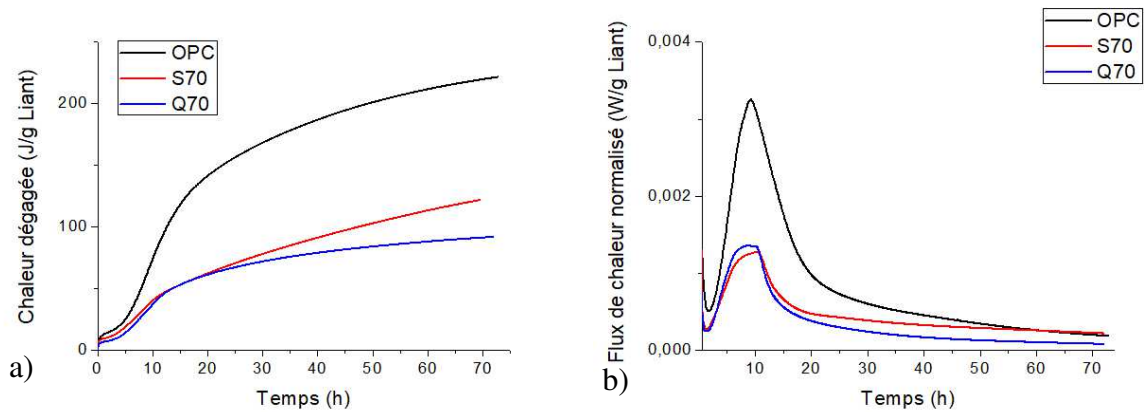 OPC
S70
Q70
Chaleur dégagée (J/g Liant)
200
100
0
0 10 20 30 40 50 60 70
Temps (h)
a)
OPC
S70
Q70
Flux de chaleur normalisé (W/g Liant)
0,004
0,002
0,000
10 20 30 40 50 60 70
Temps (h)
b)